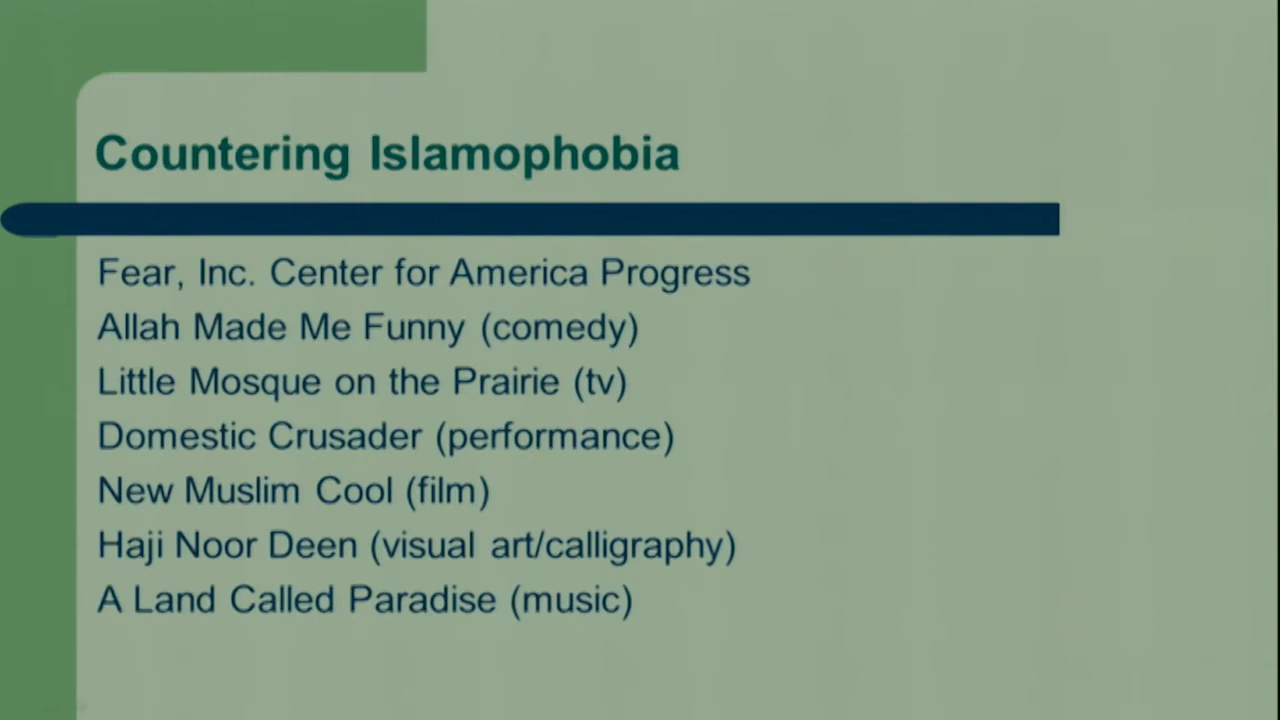 Countering Islamophobia
Fear, Inc. Center for America Progress
Allah Made Me Funny (comedy)
Little Mosque on the Prairie (tv)
Domestic Crusader (performance)
New Muslim Cool (film)
Haji Noor Deen (visual art/calligraphy)
A Land Called Paradise (music)